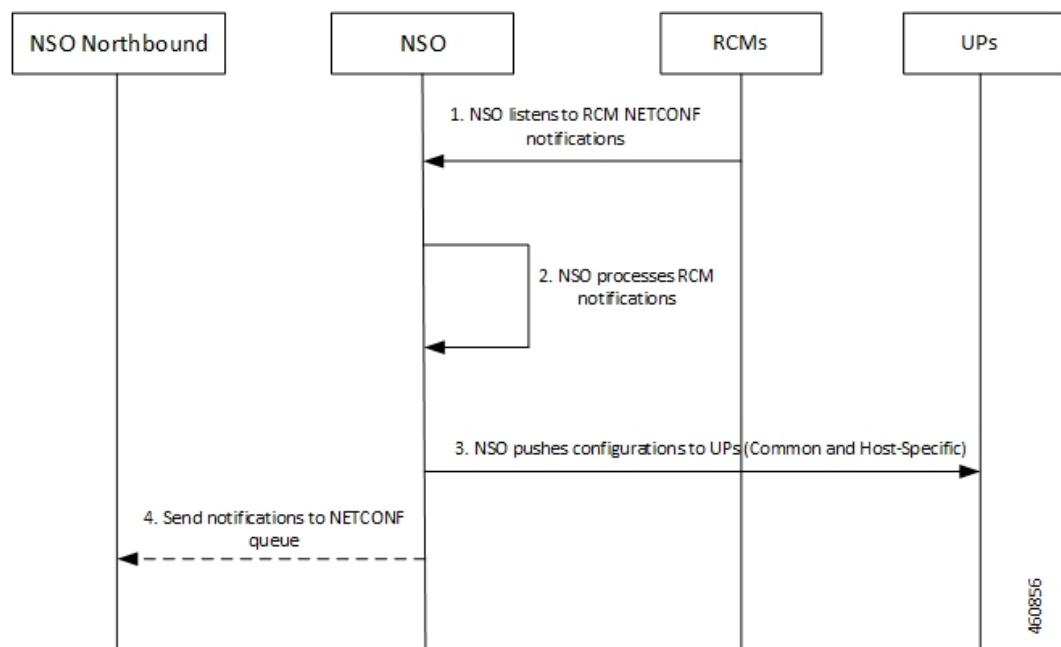 NSO Northbound
NSO
RCMs
UPs
1. NSO listens to RCM NETCONF
notifications
2. NSO processes RCM
notifications
3. NSO pushes configurations to UPs (Common and Host-Specific)
4. Send notifications to NETCONF
queue
460856